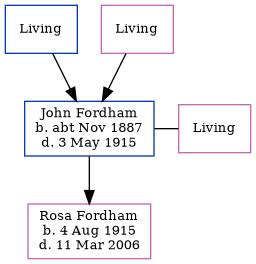 Living
Living
John Fordham
b. abt Nov 1887
d. 3 May 1915
Living
Rosa Fordham
b. 4 Aug 1915
d. 11 Mar 2006